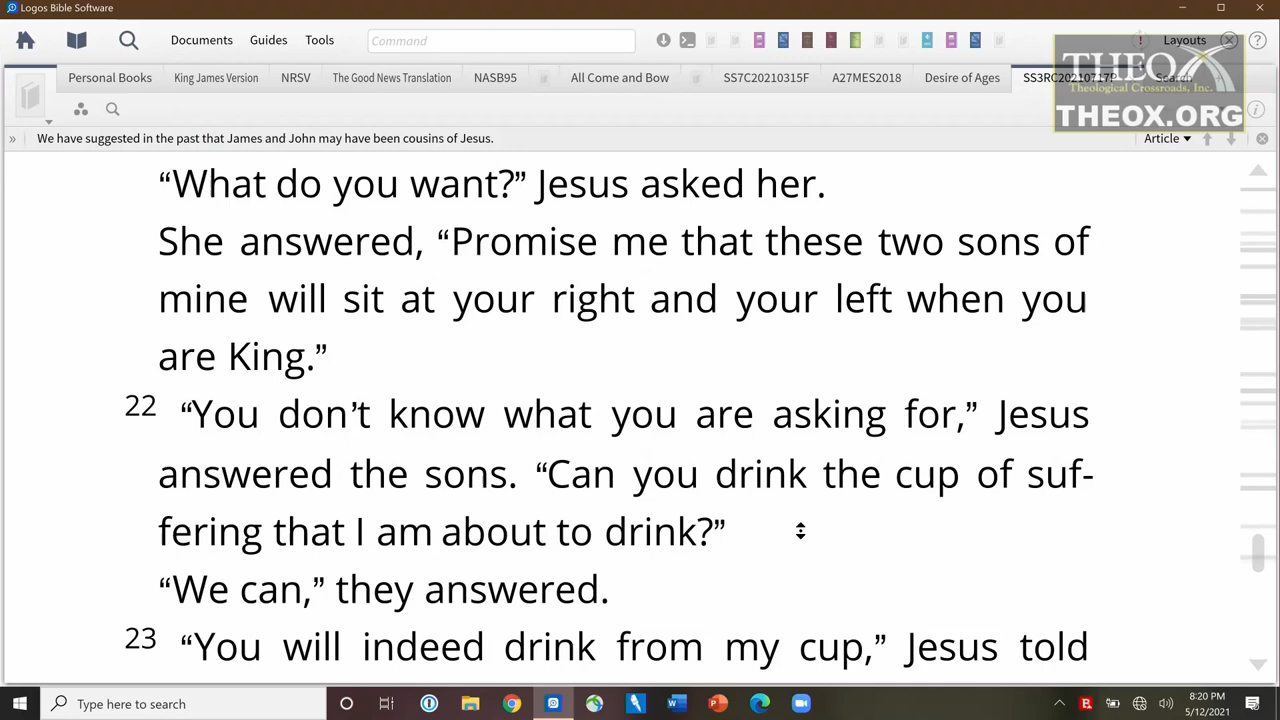 Logos Bible Software
Documents Guides Tools Command Layouts
Personal Books King James Version NRSV The Good News Translation NASB95 All Come and Bow SS7C20210315F A27MES2018 Desire of Ages SS3RC20210717P Search
THEOX
Theological Crossroads, Inc.
THEOX.ORG
We have suggested in the past that James and John may have been cousins of Jesus. Article
“What do you want?” Jesus asked her.
She answered, “Promise me that these two sons of
mine will sit at your right and your left when you
are King.”
22 “You don’t know what you are asking for,” Jesus
answered the sons. “Can you drink the cup of suf-
fering that I am about to drink?”
“We can,” they answered.
23 “You will indeed drink from my cup,” Jesus told
Type here to search
8:20 PM
5/12/2021